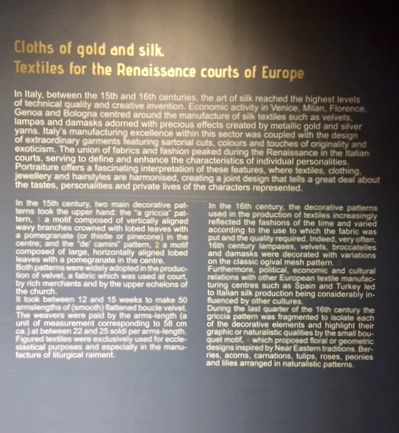 Cloths of gold and silk.
Textiles for the Renaissance courts of Europe
In Italy, between the 15th and 16th centuries, the art of silk reached the highest levels
of technical quality and creative invention. Economic activity in Venice, Milan, Florence,
Genoa and Bologna centred around the manufacture of silk textiles such as velvets,
lampas and damasks adorned with precious effects created by metallic gold and silver
yarns. Italy's manufacturing excellence within this sector was coupled with the design
of extraordinary garments featuring sartorial cuts, colours and touches of originality and
exoticism. The union of fabrics and fashion peaked during the Renaissance in the Italian
courts, serving to define and enhance the characteristics of individual personalities.
Portraiture offers a fascinating interpretation of these features, where textiles, clothing,
jewellery and hairstyles are harmonised, creating a joint design that tells a great deal about
the tastes, personalities and private lives of the characters represented.
In the 15th century, two main decorative pat-
terns took the upper hand: the "a griccia" pat-
tern, 1 a motif composed of vertically aligned
wavy branches crowned with lobed leaves with
a pomegranate (or thistle or pinecone) in the
centre; and the "de' camini" pattern, 2 a motif
composed of large, horizontally aligned lobed
leaves with a pomegranate in the centre.
Both patterns were widely adopted in the produc-
tion of velvet, a fabric which was used at court,
by rich merchants and by the upper echelons of
the church.
It took between 12 and 15 weeks to make 50
armslengths of (smooth) flattened boucle velvet.
The weavers were paid by the arms-length (a
unit of measurement corresponding to 58 cm
ca.) at between 22 and 25 soldi per arms-length.
Figured textiles were exclusively used for eccle-
siastical purposes and especially in the manu-
facture of liturgical raiment.
In the 16th century, the decorative patterns
used in the production of textiles increasingly
reflected the fashions of the time and varied
according to the use to which the fabric was
put and the quality required. Indeed, very often,
16th century lampases, velvets, broccatelles
and damasks were decorated with variations
on the classic ogival mesh pattern.
Furthermore, political, economic and cultural
relations with other European textile manufac-
turing centres such as Spain and Turkey led
to Italian silk production being considerably in-
fluenced by other cultures.
During the last quarter of the 16th century the
griccia pattern was fragmented to isolate each
of the decorative elements and highlight their
graphic or naturalistic qualities by the small bou-
quet motif, which proposed floral or geometric
designs inspired by Near Eastern traditions. Ber-
ries, acorns, carnations, tulips, roses, peonies
and lilies arranged in naturalistic patterns.